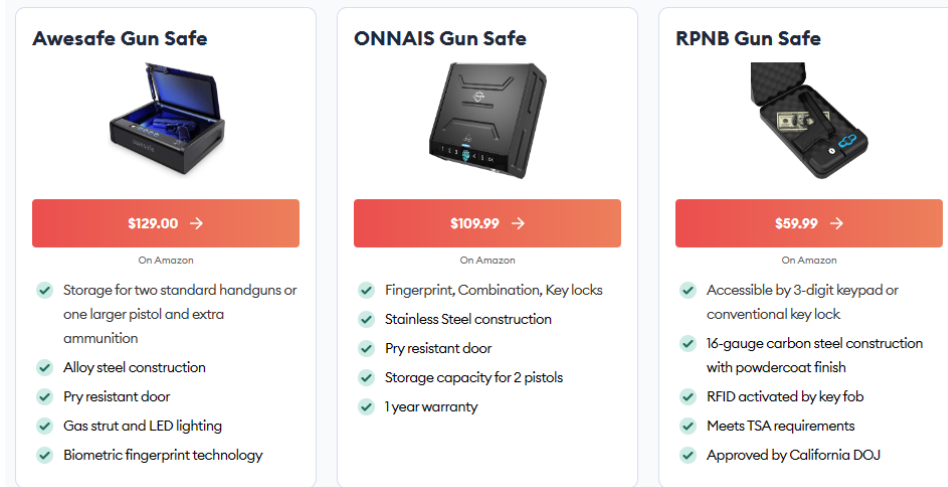 Awesafe Gun Safe
$129.00 →
On Amazon
Storage for two standard handguns or
one larger pistol and extra
ammunition
Alloy steel construction
Pry resistant door
Gas strut and LED lighting
Biometric fingerprint technology
ONNAIS Gun Safe
$109.99 →
On Amazon
Fingerprint, Combination, Key locks
Stainless Steel construction
Pry resistant door
Storage capacity for 2 pistols
1 year warranty
RPNB Gun Safe
$59.99 →
On Amazon
Accessible by 3-digit keypad or
conventional key lock
16-gauge carbon steel construction
with powdercoat finish
RFID activated by key fob
Meets TSA requirements
Approved by California DOJ